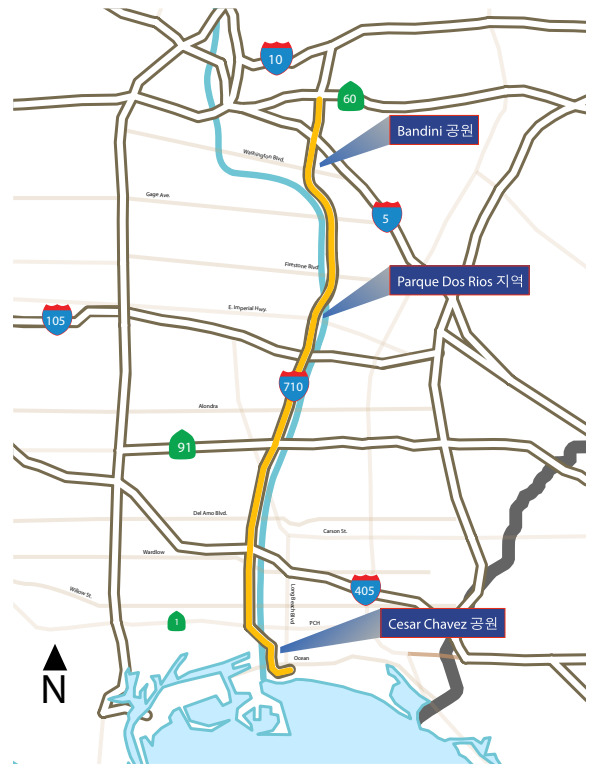 10
60
Bandini 공원
Washington Blvd.
Gage Ave.
5
Firestone Blvd
Parque Dos Rios 지역
E. Imperial Hwy.
105
710
Alondra
91
Del Amo Blvd.
Carson St.
Wardlow
Willow St.
405
Long Beach Blvd
1
PCH
Cesar Chavez 공원
Ocean
N